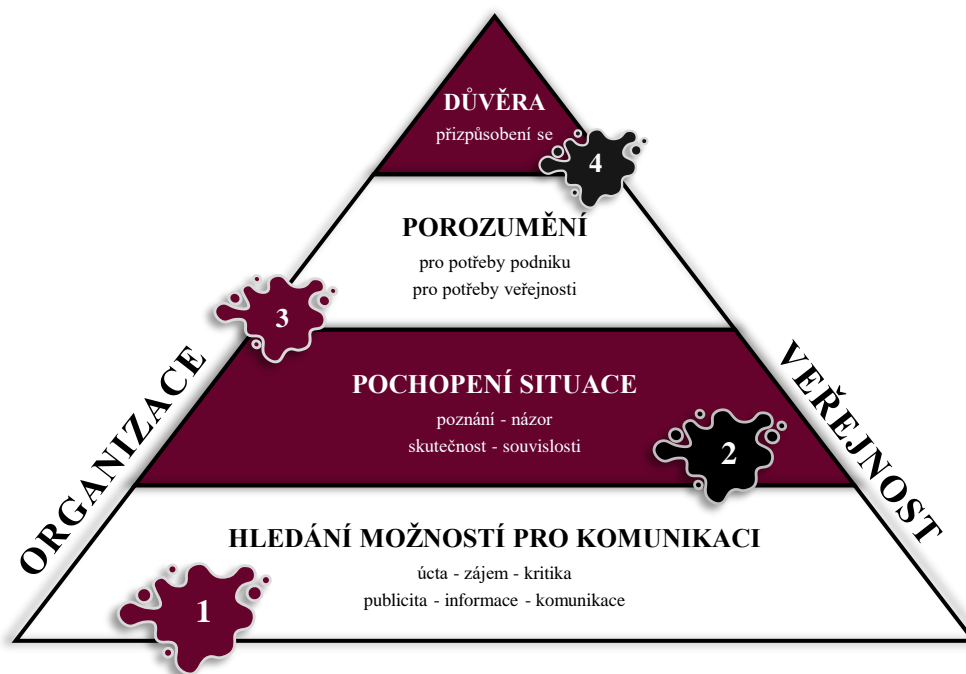 DŮVĚRA
přizpůsobení se
4
POROZUMĚNÍ
pro potřeby podniku
pro potřeby veřejnosti
3
ORGANIZACE
VEŘEJNOST
POCHOPENÍ SITUACE
poznání - názor
skutečnost - souvislosti
2
HLEDÁNÍ MOŽNOSTÍ PRO KOMUNIKACI
úcta - zájem - kritika
publicita - informace - komunikace
1